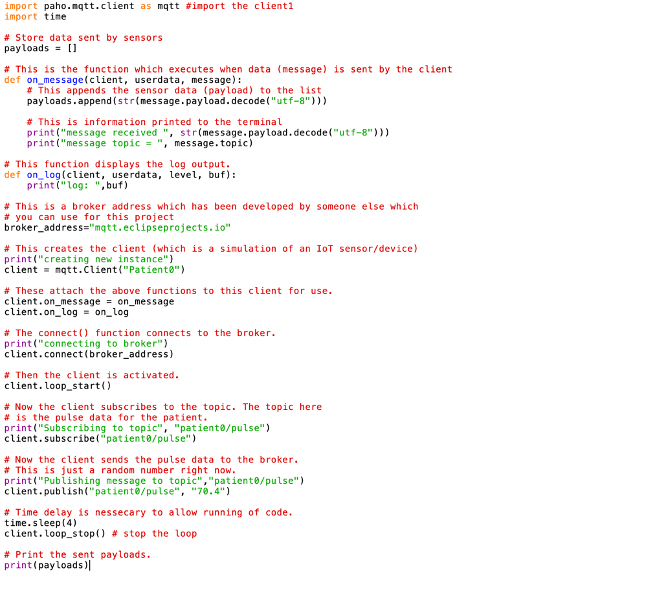 import paho.mqtt.client as mqtt #import the client1
import time
# Store data sent by sensors
payloads = []
# This is the function which executes when data (message) is sent by the client
def on_message(client, userdata, message):
    # This appends the sensor data (payload) to the list
    payloads.append(str(message.payload.decode("utf-8")))
    # This is information printed to the terminal
    print("message received ", str(message.payload.decode("utf-8")))
    print("message topic = ", message.topic)
# This function displays the log output.
def on_log(client, userdata, level, buf):
    print("log: ",buf)
# This is a broker address which has been developed by someone else which
# you can use for this project
broker_address="mqtt.eclipseprojects.io"
# This creates the client (which is a simulation of an IoT sensor/device)
print("creating new instance")
client = mqtt.Client("Patient0")
# These attach the above functions to this client for use.
client.on_message = on_message
client.on_log = on_log
# The connect() function connects to the broker.
print("connecting to broker")
client.connect(broker_address)
# Then the client is activated.
client.loop_start()
# Now the client subscribes to the topic. The topic here
# is the pulse data for the patient.
print("Subscribing to topic", "patient0/pulse")
client.subscribe("patient0/pulse")
# Now the client sends the pulse data to the broker.
# This is just a random number right now.
print("Publishing message to topic","patient0/pulse")
client.publish("patient0/pulse", "70.4")
# Time delay is nessecary to allow running of code.
time.sleep(4)
client.loop_stop() # stop the loop
# Print the sent payloads.
print(payloads)